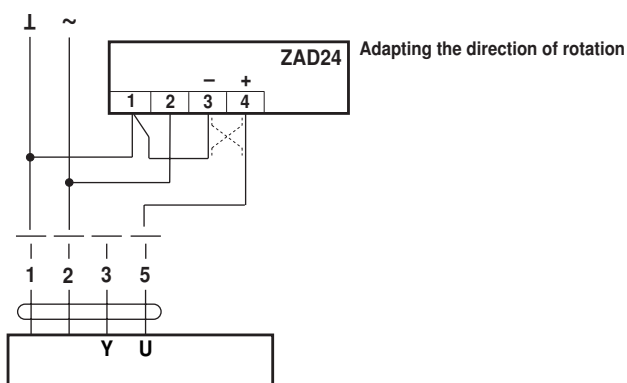 ⊥ ~
ZAD24
Adapting the direction of rotation
– +
1 2 3 4
1 2 3 5
Y U